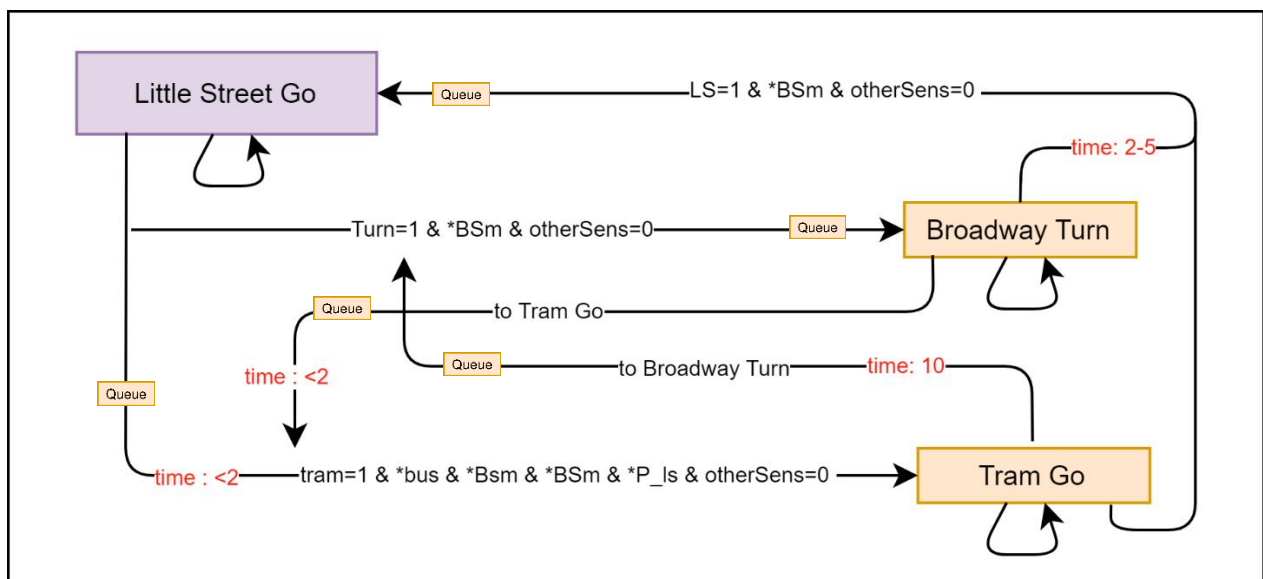 Little Street Go
Queue
LS=1 & *BSm & otherSens=0
time: 2-5
Turn=1 & *BSm & otherSens=0
Queue
Broadway Turn
Queue
to Tram Go
Queue
to Broadway Turn
time: 10
time : <2
Queue
time : <2
tram=1 & *bus & *Bsm & *BSm & *P_ls & otherSens=0
Tram Go